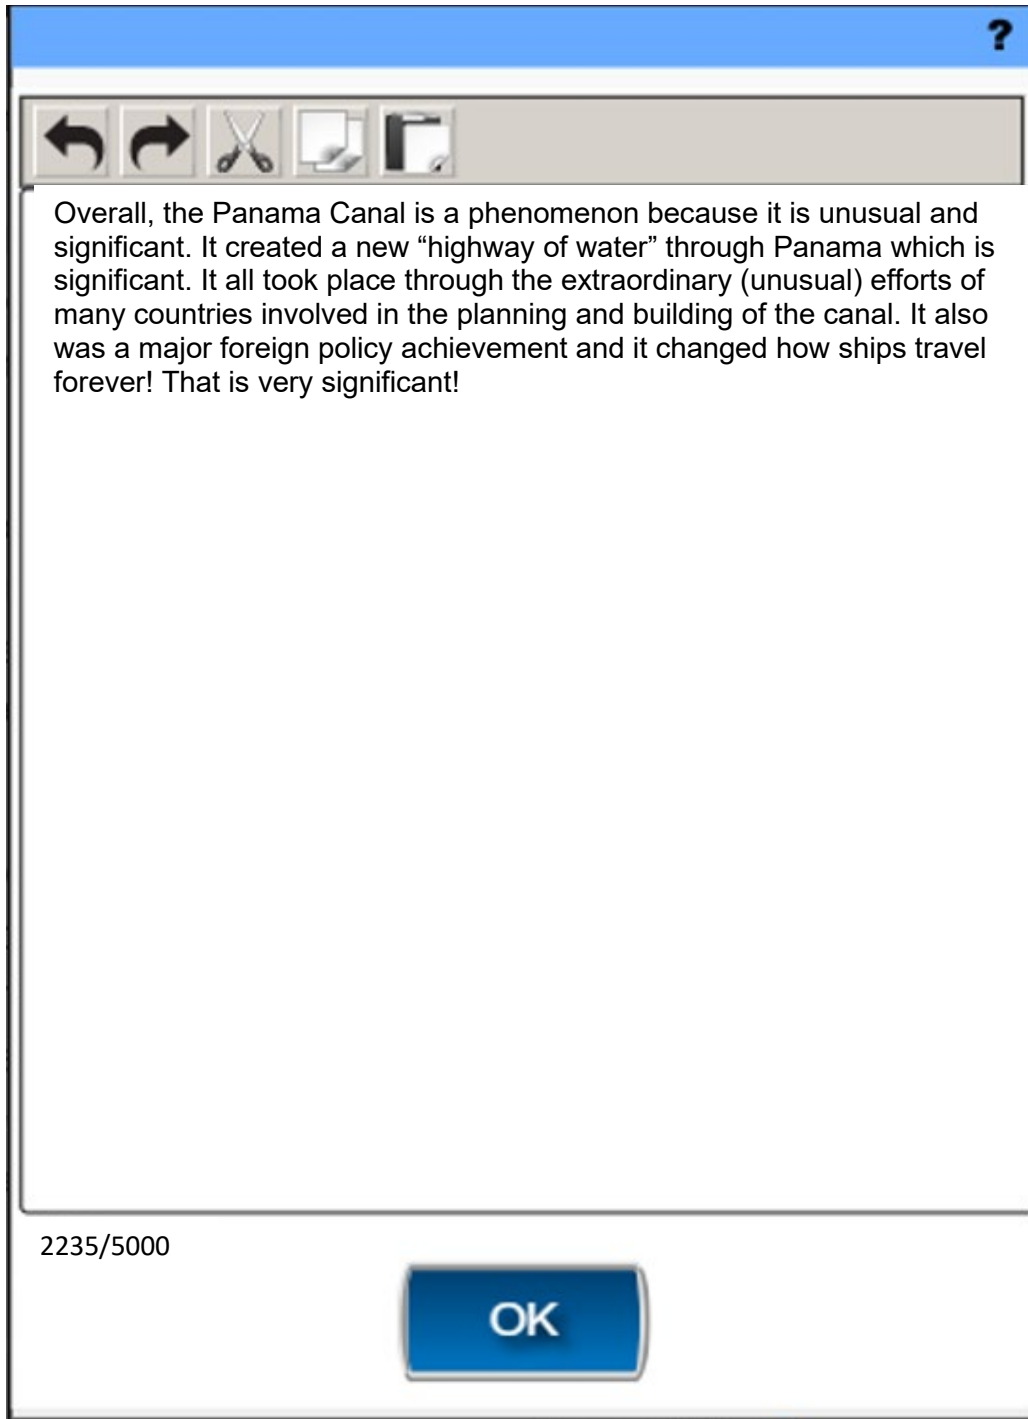 ?
Overall, the Panama Canal is a phenomenon because it is unusual and
significant. It created a new “highway of water” through Panama which is
significant. It all took place through the extraordinary (unusual) efforts of
many countries involved in the planning and building of the canal. It also
was a major foreign policy achievement and it changed how ships travel
forever! That is very significant!
2235/5000
OK